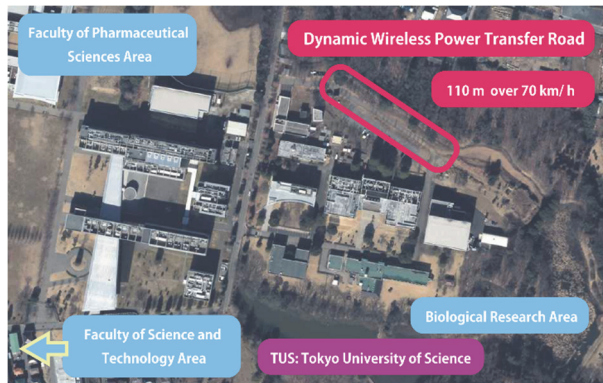 Faculty of Pharmaceutical
Sciences Area
Dynamic Wireless Power Transfer Road
110 m over 70 km/ h
Biological Research Area
Faculty of Science and
Technology Area
TUS: Tokyo University of Science